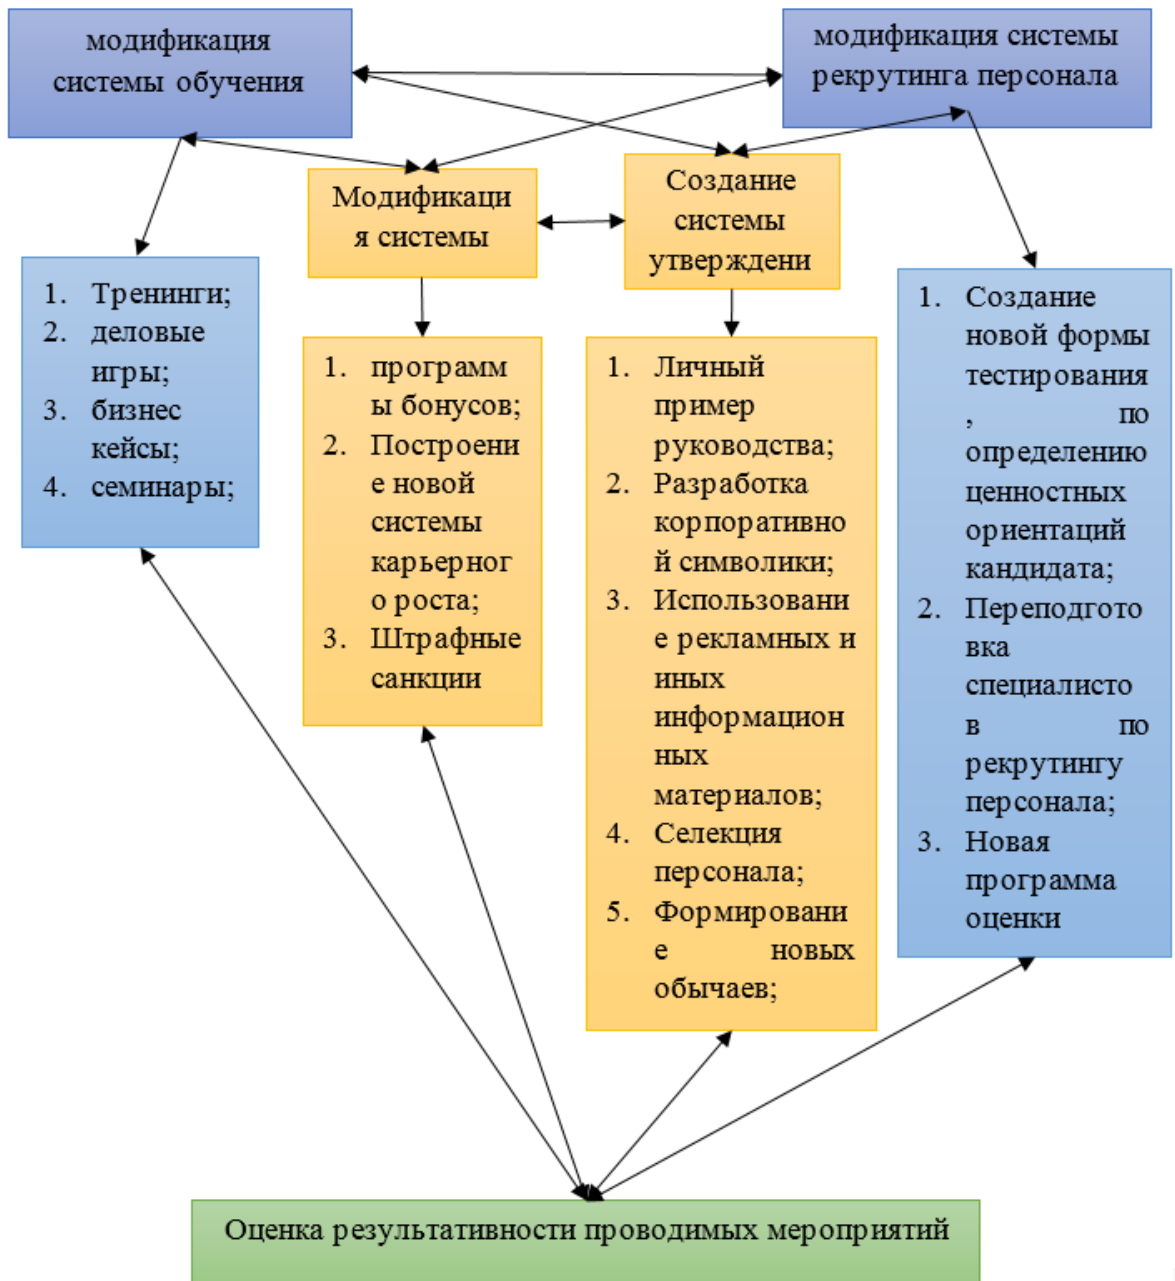 модификация
системы обучения
модификация системы
рекрутинга персонала
Модификаци
я системы
Создание
системы
утверждени
1. Тренинги;
2. деловые
игры;
3. бизнес
кейсы;
4. семинары;
1. программ
ы бонусов;
2. Построени
е новой
системы
карьерног
о роста;
3. Штрафные
санкции
1. Личный
пример
руководства;
2. Разработка
корпоративно
й символики;
3. Использовани
е рекламных и
иных
информацион
ных
материалов;
4. Селекция
персонала;
5. Формировани
е новых
обычаев;
1. Создание
новой формы
тестирования
, по
определению
ценностных
ориентаций
кандидата;
2. Переподгото
вка
специалисто
в по
рекрутингу
персонала;
3. Новая
программа
оценки
Оценка результативности проводимых мероприятий